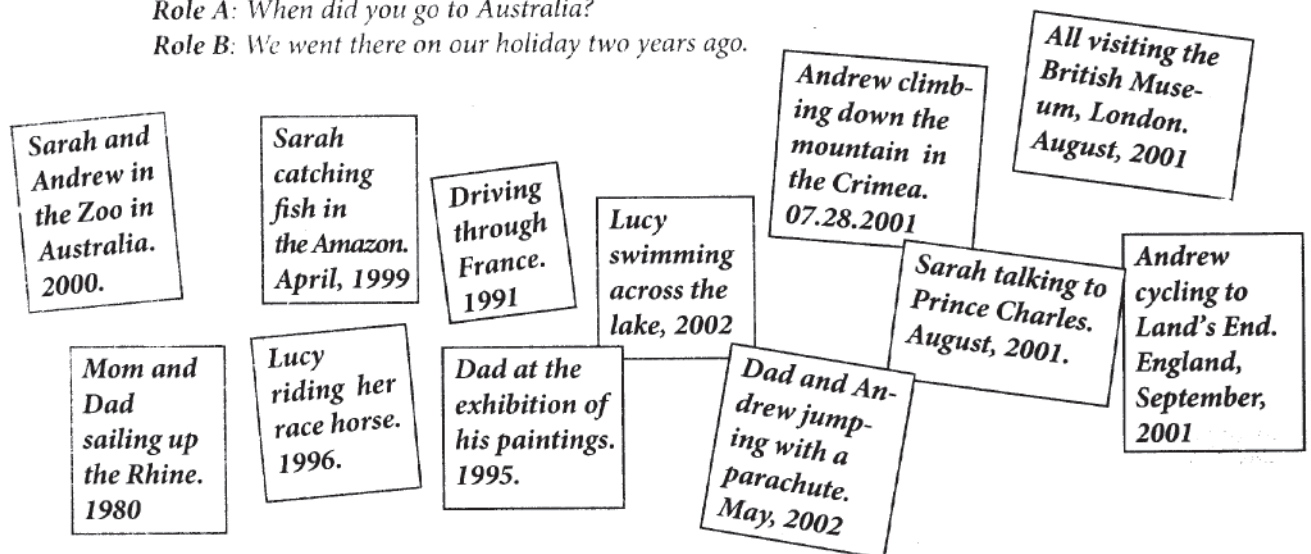 Role A: When did you go to Australia?
Role B: We went there on our holiday two years ago.
All visiting the
British Muse-
um, London.
August, 2001
Andrew climb-
ing down the
mountain in
the Crimea.
07.28.2001
Sarah and
Andrew in
the Zoo in
Australia.
2000.
Sarah
catching
fish in
the Amazon.
April, 1999
Driving
through
France.
1991
Lucy
swimming
across the
lake, 2002
Sarah talking to
Prince Charles.
August, 2001.
Andrew
cycling to
Land's End.
England,
September,
2001
Mom and
Dad
sailing up
the Rhine.
1980
Lucy
riding her
race horse.
1996.
Dad at the
exhibition of
his paintings.
1995.
Dad and An-
drew jump-
ing with a
parachute.
May, 2002